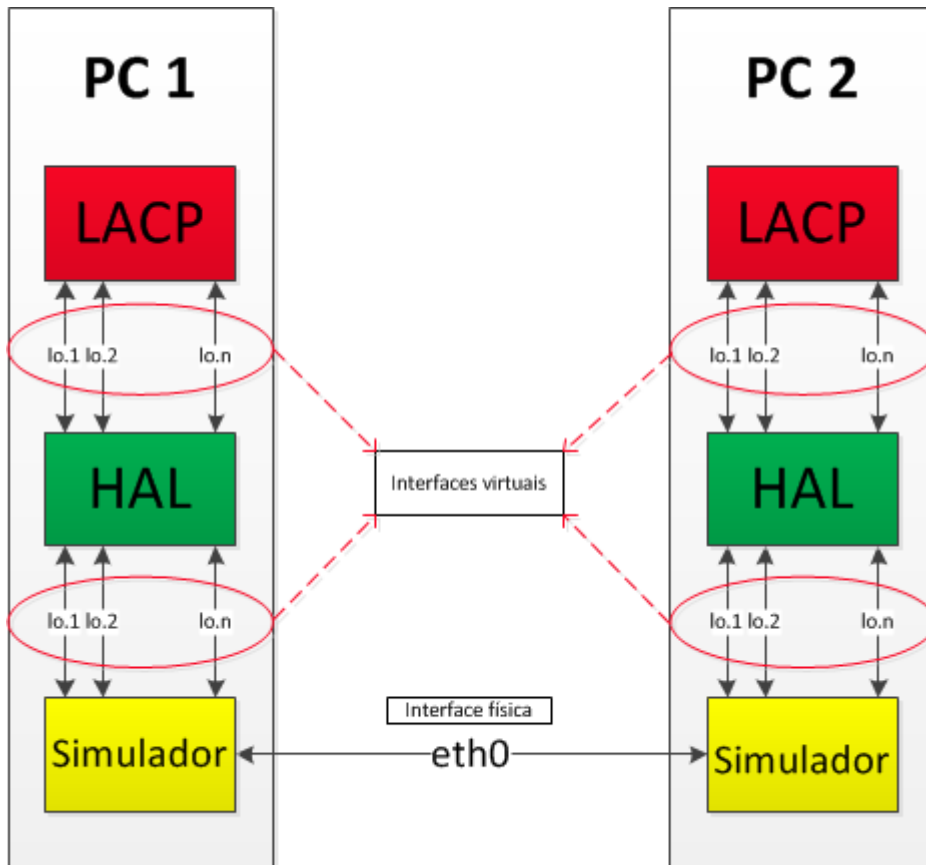 PC 1
PC 2
LACP
LACP
lo.1 lo.2 lo.n
lo.1 lo.2 lo.n
HAL
Interfaces virtuais
HAL
lo.1 lo.2 lo.n
lo.1 lo.2 lo.n
Interface física
Simulador
eth0
Simulador